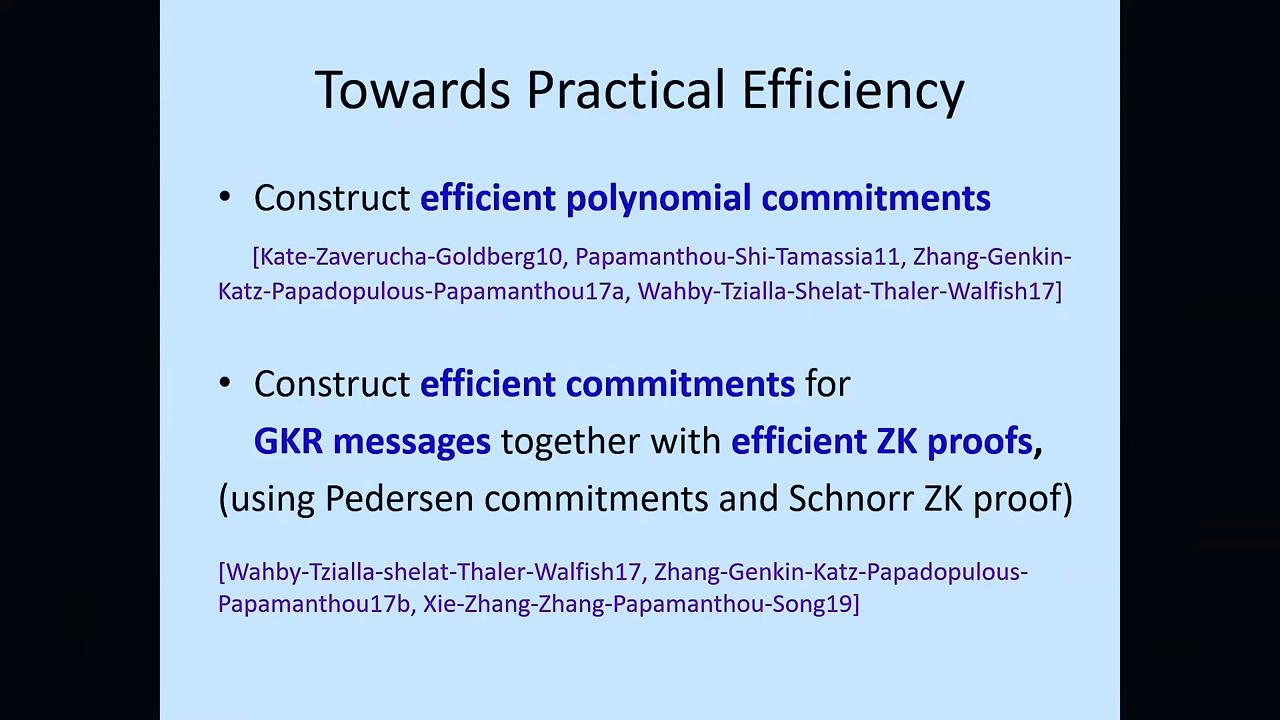 Towards Practical Efficiency
• Construct efficient polynomial commitments
[Kate-Zaverucha-Goldberg10, Papamanthou-Shi-Tamassia11, Zhang-Genkin-
Katz-Papadopulous-Papamanthou17a, Wahby-Tzialla-Shelat-Thaler-Walfish17]
• Construct efficient commitments for
GKR messages together with efficient ZK proofs,
(using Pedersen commitments and Schnorr ZK proof)
[Wahby-Tzialla-shelat-Thaler-Walfish17, Zhang-Genkin-Katz-Papadopulous-
Papamanthou17b, Xie-Zhang-Zhang-Papamanthou-Song19]